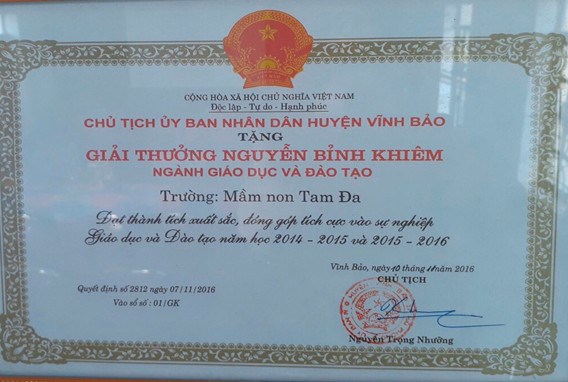 CỘNG HÒA XÃ HỘI CHỦ NGHĨA VIỆT NAM
Độc lập - Tự do - Hạnh phúc
CHỦ TỊCH ỦY BAN NHÂN DÂN HUYỆN VĨNH BẢO
TẶNG
GIẢI THƯỞNG NGUYỄN BỈNH KHIÊM
NGÀNH GIÁO DỤC VÀ ĐÀO TẠO
Trường: Mầm non Tam Đa
Đạt thành tích xuất sắc, đóng góp tích cực vào sự nghiệp
Giáo dục và Đào tạo năm học 2014 - 2015 và 2015 - 2016
Vĩnh Bảo, ngày 10 tháng 11 năm 2016
CHỦ TỊCH
Quyết định số 2812 ngày 07/11/2016
Vào sổ số: 01/GK
Nguyễn Trọng Nhưỡng